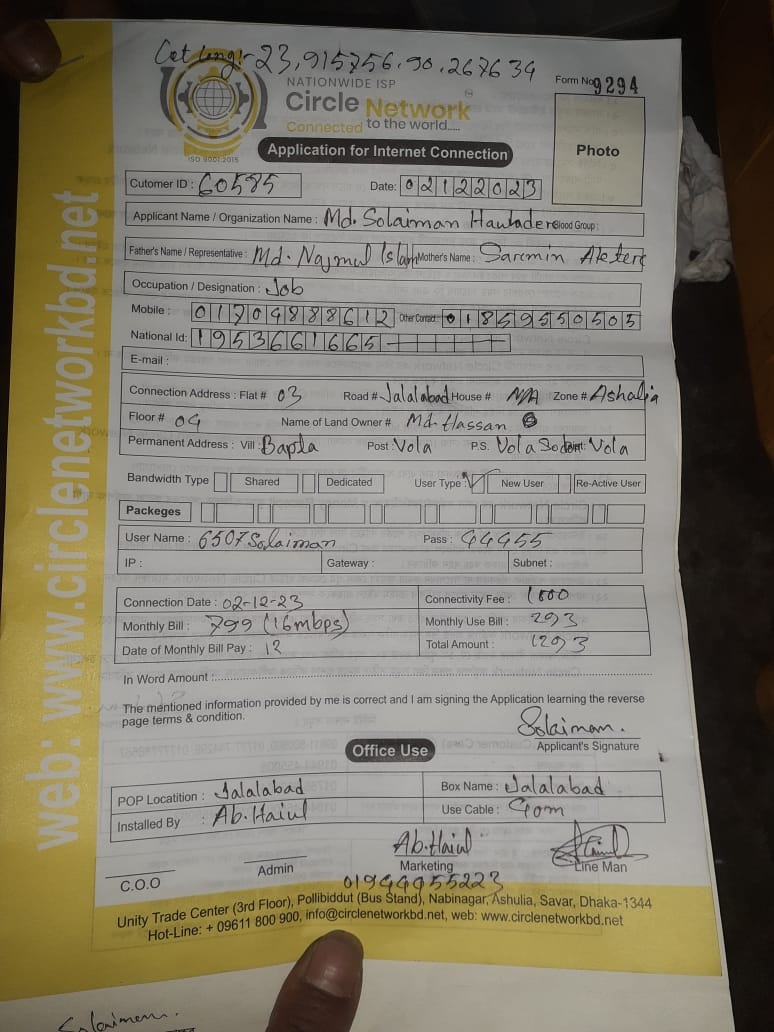 Cat Lang:- 23,915756.90.267634
NATIONWIDE ISP
Circle Network
Connected to the world.....
ISO 9001:2015
Form No 9294
Application for Internet Connection
Photo
Cutomer ID : 60585 Date: 02122023
Applicant Name / Organization Name : Md. Solaiman Hawlader Blood Group :
Father's Name / Representative : Md. Najmul Islam Mother's Name : Sarmin Akter
Occupation / Designation : Job
Mobile : 01704888612 Other Contact : 01859550505
National Id: 1953661665
E-mail :
Connection Address : Flat # 03 Road # Jalalabad House # N/A Zone # Ashalia
Floor # 04 Name of Land Owner # Md. Hassan
Permanent Address : Vill : Bapta Post : Vola P.S. Vola Sodor Dist: Vola
Bandwidth Type Shared Dedicated User Type : New User Re-Active User
Packeges
User Name : 6507Solaiman Pass : 44455
IP : Gateway : Subnet :
Connection Date : 02-12-23 Connectivity Fee : 1000
Monthly Bill : 799 (16mbps) Monthly Use Bill : 293
Date of Monthly Bill Pay : 12 Total Amount : 1293
In Word Amount :
The mentioned information provided by me is correct and I am signing the Application learning the reverse
page terms & condition.
Solaiman.
Applicant's Signature
Office Use
POP Locatition : Jalalabad Box Name : Jalalabad
Installed By : Ab. Haiul Use Cable : 40m
Ab. Haiul
C.O.O Admin Marketing Line Man
01944955223
Unity Trade Center (3rd Floor), Pollibiddut (Bus Stand), Nabinagar, Ashulia, Savar, Dhaka-1344
Hot-Line: + 09611 800 900, info@circlenetworkbd.net, web: www.circlenetworkbd.net
web: www.circlenetworkbd.net
Solaiman.